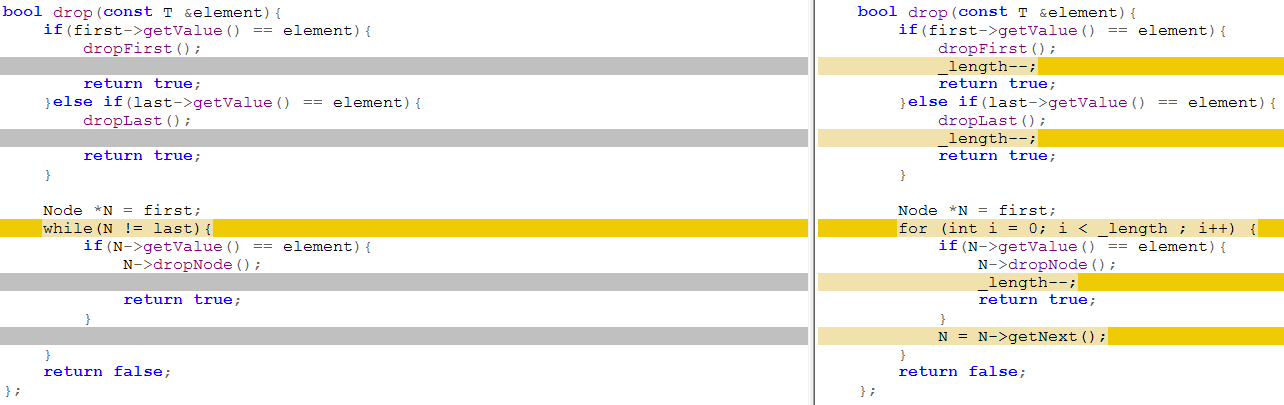 bool drop(const T &element){
    if(first->getValue() == element){
        dropFirst();
        return true;
    }else if(last->getValue() == element){
        dropLast();
        return true;
    }
    Node *N = first;
    while(N != last){
        if(N->getValue() == element){
            N->dropNode();
            return true;
        }
    }
    return false;
};
bool drop(const T &element){
    if(first->getValue() == element){
        dropFirst();
        _length--;
        return true;
    }else if(last->getValue() == element){
        dropLast();
        _length--;
        return true;
    }
    Node *N = first;
    for (int i = 0; i < _length ; i++) {
        if(N->getValue() == element){
            N->dropNode();
            _length--;
            return true;
        }
        N = N->getNext();
    }
    return false;
};